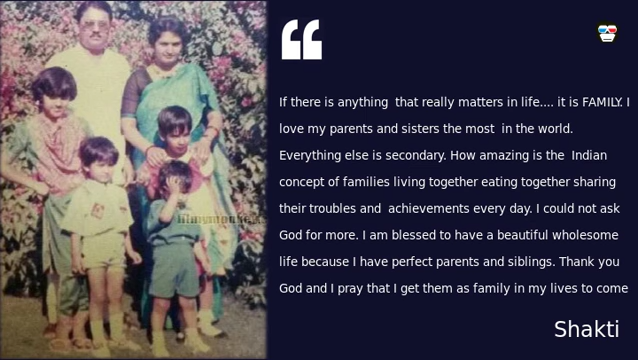 If there is anything that really matters in life.... it is FAMILY. I
love my parents and sisters the most in the world.
Everything else is secondary. How amazing is the Indian
concept of families living together eating together sharing
their troubles and achievements every day. I could not ask
God for more. I am blessed to have a beautiful wholesome
life because I have perfect parents and siblings. Thank you
God and I pray that I get them as family in my lives to come
Shakti